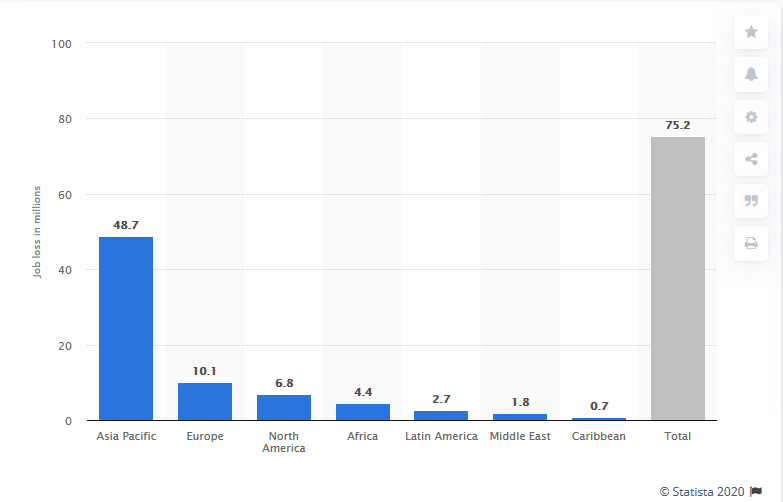 100
80
60
40
20
0
Job loss in millions
48.7
10.1
6.8
4.4
2.7
1.8
0.7
75.2
Asia Pacific
Europe
North
America
Africa
Latin America
Middle East
Caribbean
Total
© Statista 2020